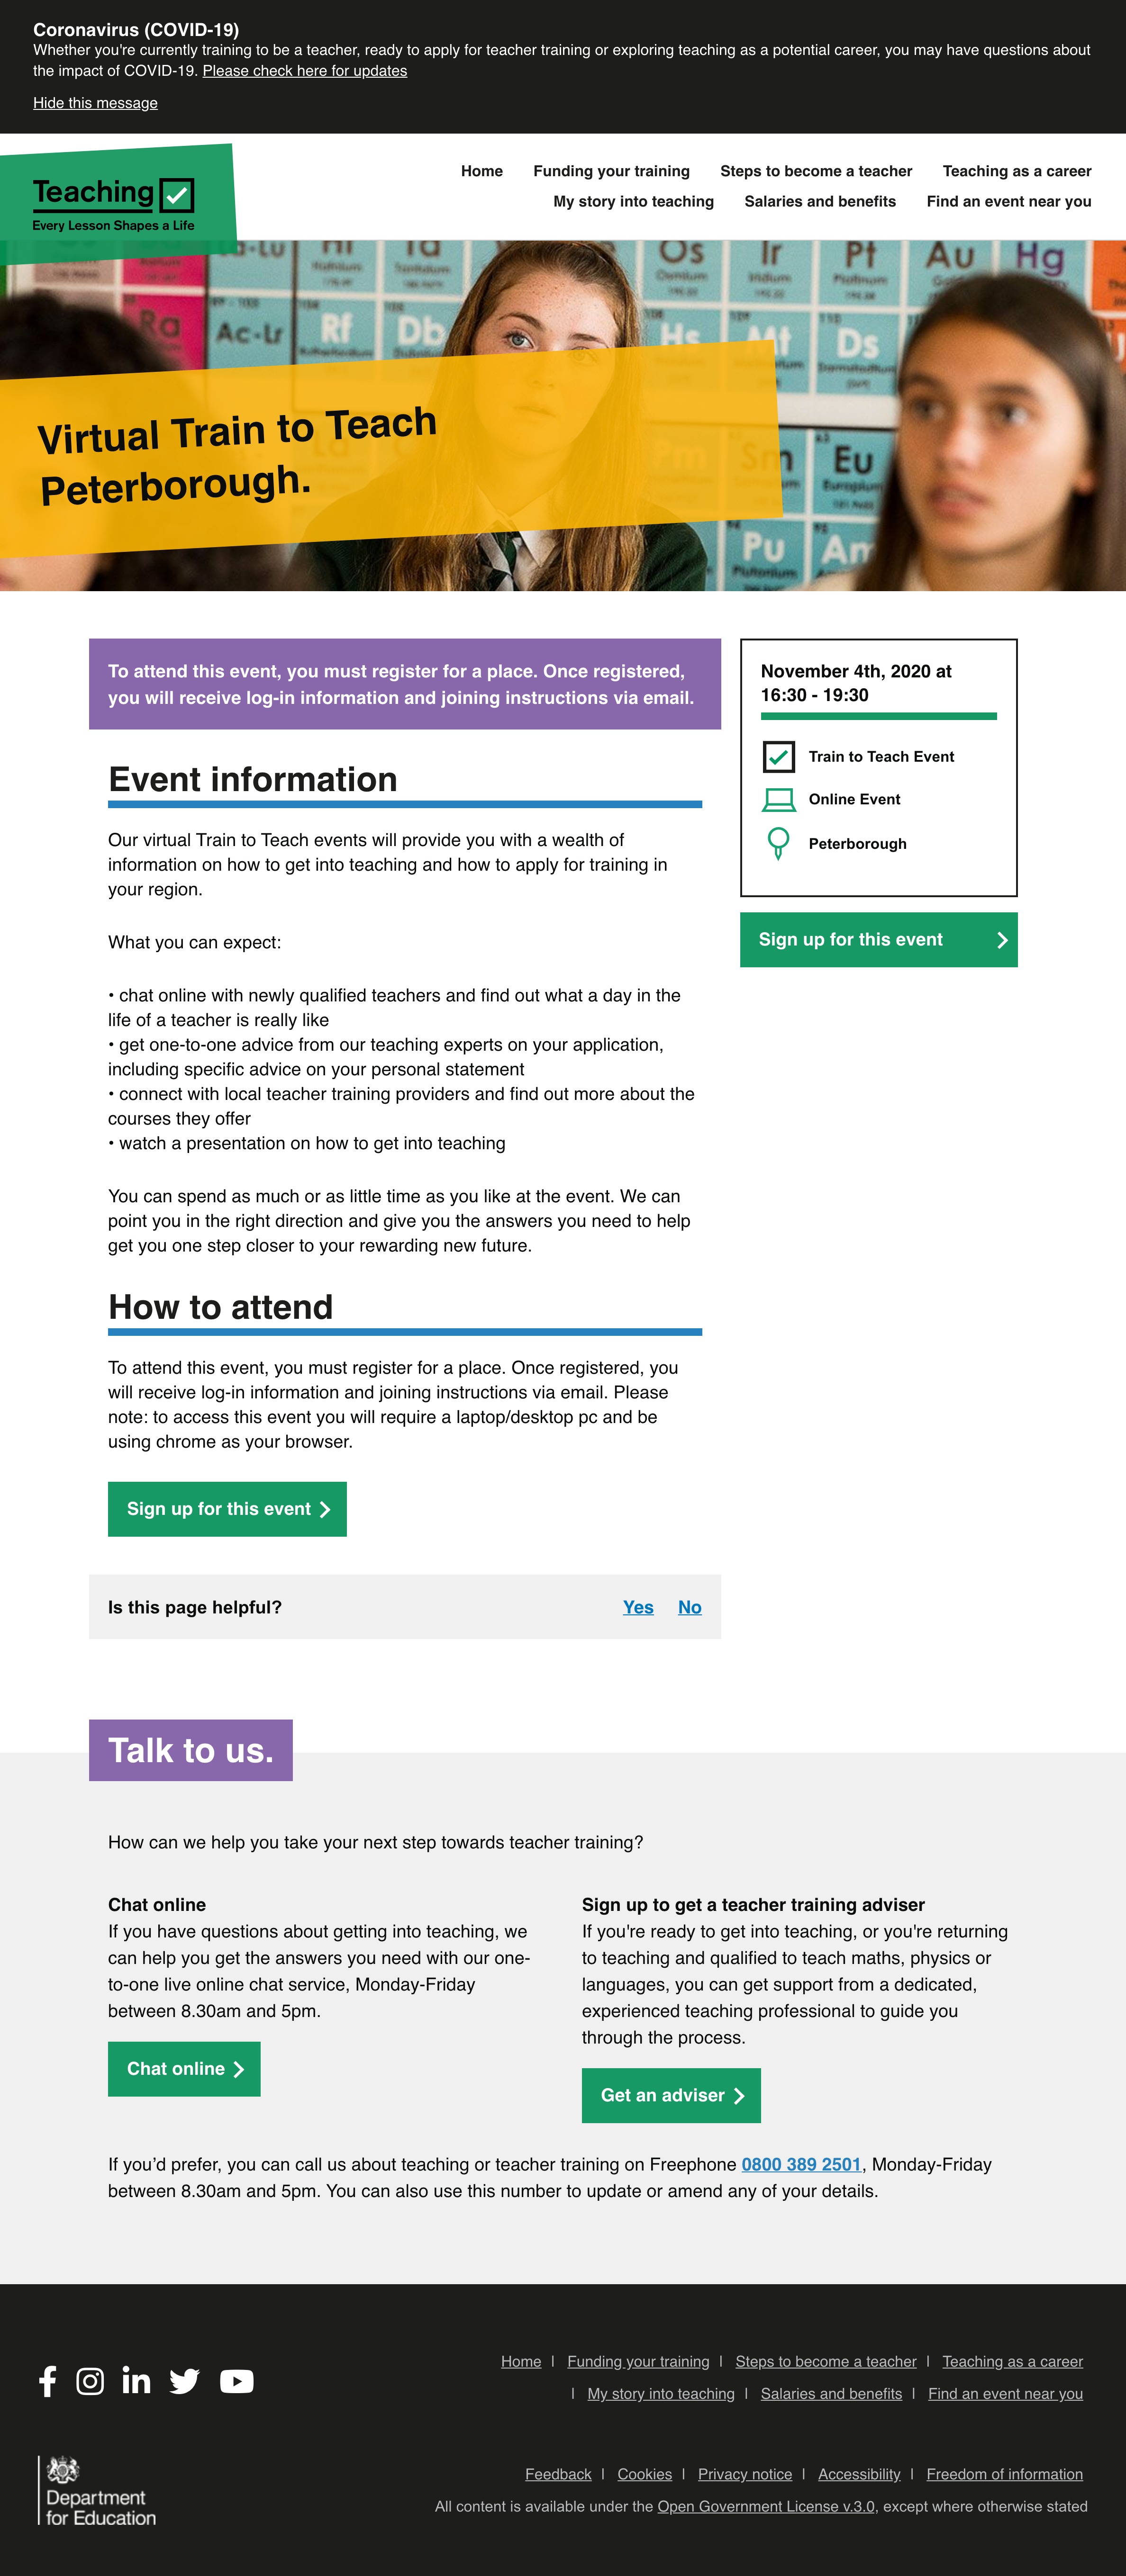 Coronavirus (COVID-19)
Whether you're currently training to be a teacher, ready to apply for teacher training or exploring teaching as a potential career, you may have questions about
the impact of COVID-19. Please check here for updates
Hide this message
Teaching
Every Lesson Shapes a Life
Home Funding your training Steps to become a teacher Teaching as a career
My story into teaching Salaries and benefits Find an event near you
Os Ir Pt Au Hg
Osmium Iridium Platinum
Ra Ac-Lr Rf Db Hs Mt Ds
Virtual Train to Teach
Peterborough.
Pm Sm Eu
Europium
Pu Am
Plutonium
To attend this event, you must register for a place. Once registered,
you will receive log-in information and joining instructions via email.
November 4th, 2020 at
16:30 - 19:30
Train to Teach Event
Online Event
Peterborough
Sign up for this event
Event information
Our virtual Train to Teach events will provide you with a wealth of
information on how to get into teaching and how to apply for training in
your region.
What you can expect:
• chat online with newly qualified teachers and find out what a day in the
life of a teacher is really like
• get one-to-one advice from our teaching experts on your application,
including specific advice on your personal statement
• connect with local teacher training providers and find out more about the
courses they offer
• watch a presentation on how to get into teaching
You can spend as much or as little time as you like at the event. We can
point you in the right direction and give you the answers you need to help
get you one step closer to your rewarding new future.
How to attend
To attend this event, you must register for a place. Once registered, you
will receive log-in information and joining instructions via email. Please
note: to access this event you will require a laptop/desktop pc and be
using chrome as your browser.
Sign up for this event
Is this page helpful? Yes No
Talk to us.
How can we help you take your next step towards teacher training?
Chat online
If you have questions about getting into teaching, we
can help you get the answers you need with our one-
to-one live online chat service, Monday-Friday
between 8.30am and 5pm.
Chat online
Sign up to get a teacher training adviser
If you're ready to get into teaching, or you're returning
to teaching and qualified to teach maths, physics or
languages, you can get support from a dedicated,
experienced teaching professional to guide you
through the process.
Get an adviser
If you’d prefer, you can call us about teaching or teacher training on Freephone 0800 389 2501, Monday-Friday
between 8.30am and 5pm. You can also use this number to update or amend any of your details.
Home | Funding your training | Steps to become a teacher | Teaching as a career
| My story into teaching | Salaries and benefits | Find an event near you
Department
for Education
Feedback | Cookies | Privacy notice | Accessibility | Freedom of information
All content is available under the Open Government License v.3.0, except where otherwise stated